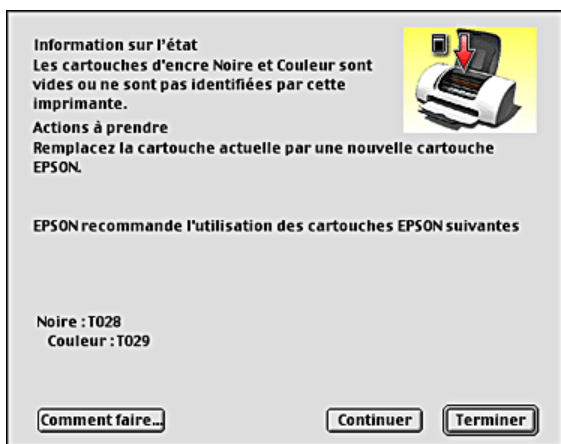 Information sur l'état
Les cartouches d'encre Noire et Couleur sont
vides ou ne sont pas identifiées par cette
imprimante.
Actions à prendre
Remplacez la cartouche actuelle par une nouvelle cartouche
EPSON.
EPSON recommande l'utilisation des cartouches EPSON suivantes
Noire : T028
Couleur : T029
Comment faire...
Continuer
Terminer